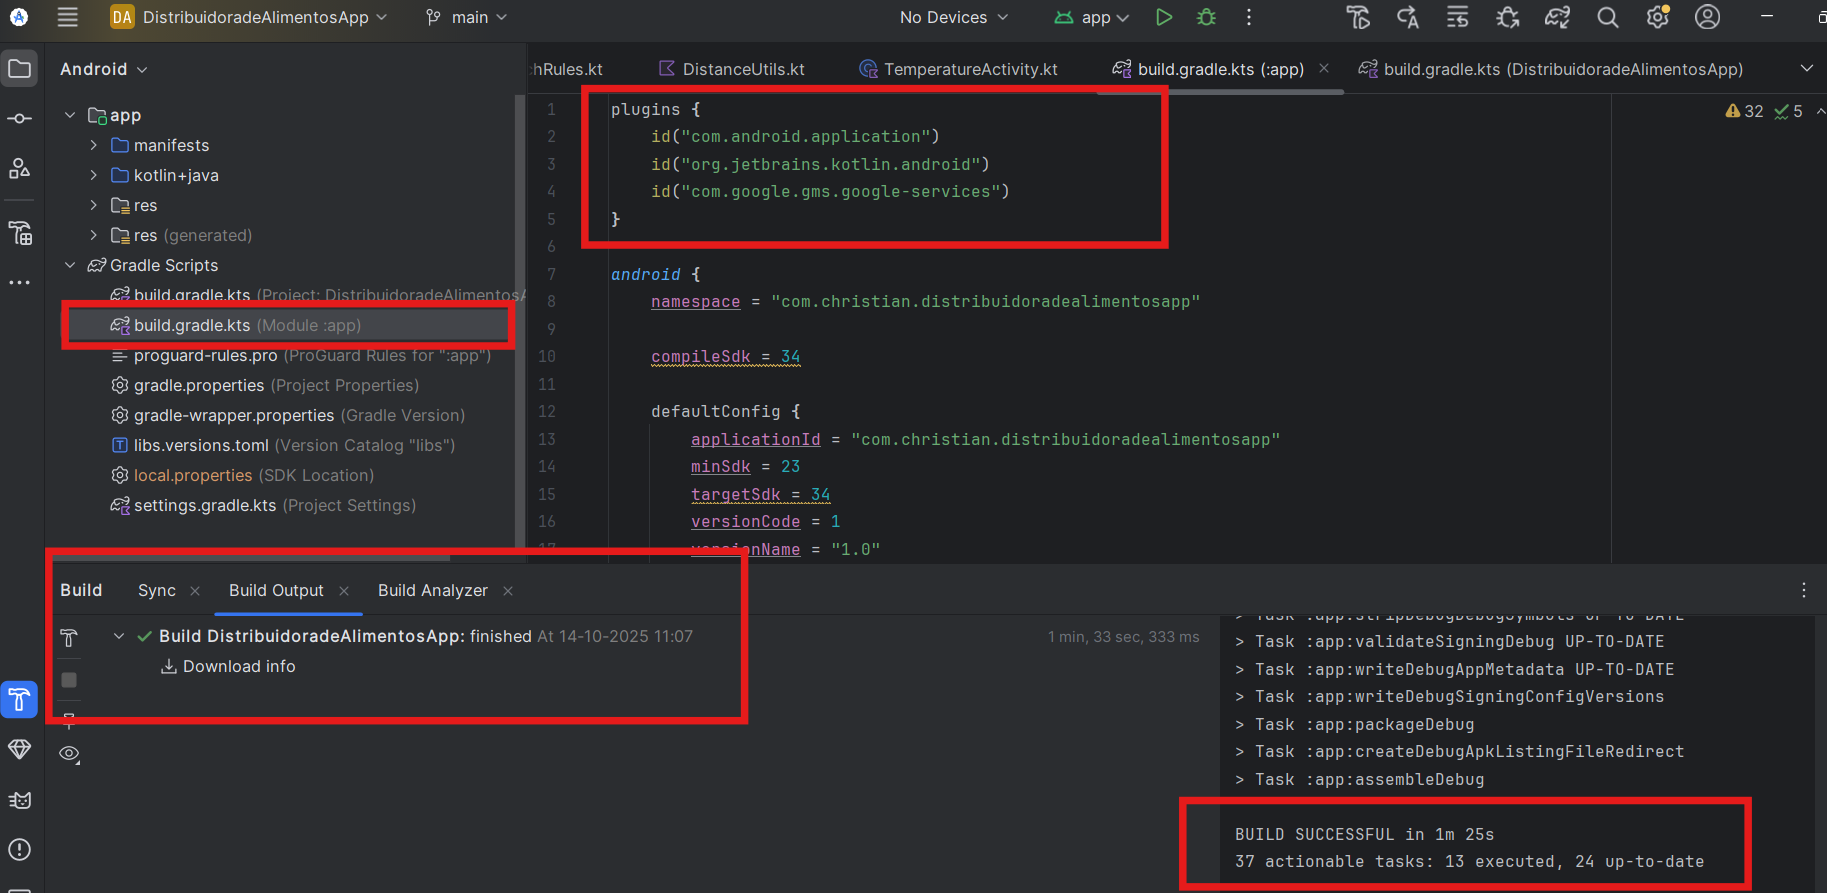 DA DistribuidoradeAlimentosApp main No Devices app
Android
hRules.kt DistanceUtils.kt TemperatureActivity.kt build.gradle.kts (:app) build.gradle.kts (DistribuidoradeAlimentosApp)
app
manifests
kotlin+java
res
res (generated)
Gradle Scripts
build.gradle.kts (Project: DistribuidoradeAlimentosA
build.gradle.kts (Module :app)
proguard-rules.pro (ProGuard Rules for ":app")
gradle.properties (Project Properties)
gradle-wrapper.properties (Gradle Version)
libs.versions.toml (Version Catalog "libs")
local.properties (SDK Location)
settings.gradle.kts (Project Settings)
32 5
1 plugins {
2 id("com.android.application")
3 id("org.jetbrains.kotlin.android")
4 id("com.google.gms.google-services")
5 }
6
7 android {
8 namespace = "com.christian.distribuidoradealimentosapp"
9
10 compileSdk = 34
11
12 defaultConfig {
13 applicationId = "com.christian.distribuidoradealimentosapp"
14 minSdk = 23
15 targetSdk = 34
16 versionCode = 1
17 versionName = "1.0"
Build Sync Build Output Build Analyzer
Build DistribuidoradeAlimentosApp: finished At 14-10-2025 11:07 1 min, 33 sec, 333 ms
Download info
> Task :app:stripDebugDebugSymbols UP-TO-DATE
> Task :app:validateSigningDebug UP-TO-DATE
> Task :app:writeDebugAppMetadata UP-TO-DATE
> Task :app:writeDebugSigningConfigVersions
> Task :app:packageDebug
> Task :app:createDebugApkListingFileRedirect
> Task :app:assembleDebug
BUILD SUCCESSFUL in 1m 25s
37 actionable tasks: 13 executed, 24 up-to-date